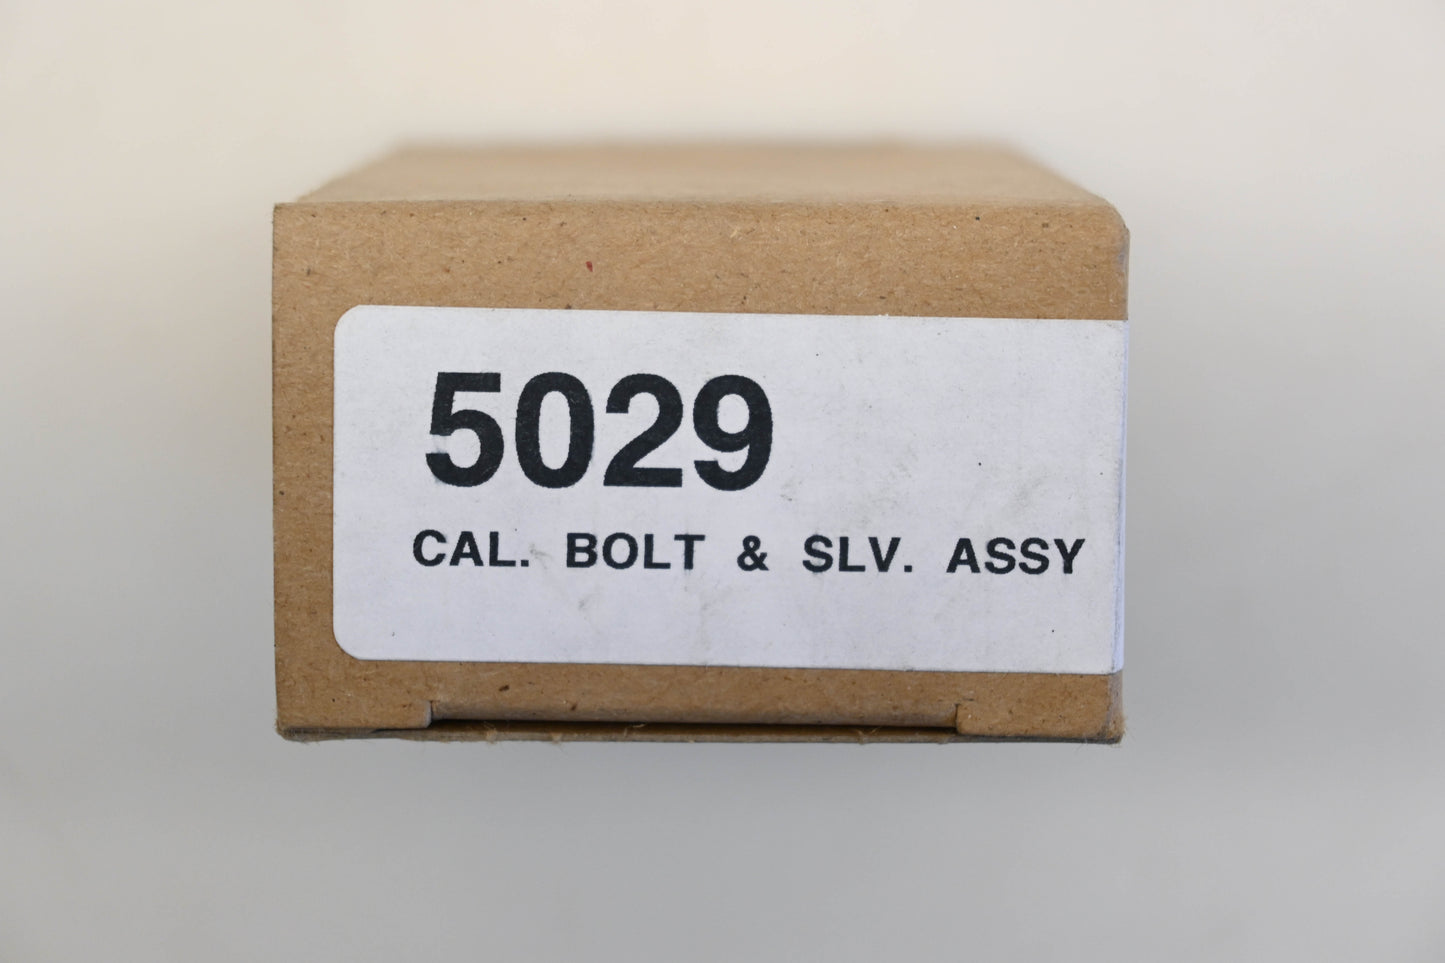 5029
CAL. BOLT & SLV. ASSY